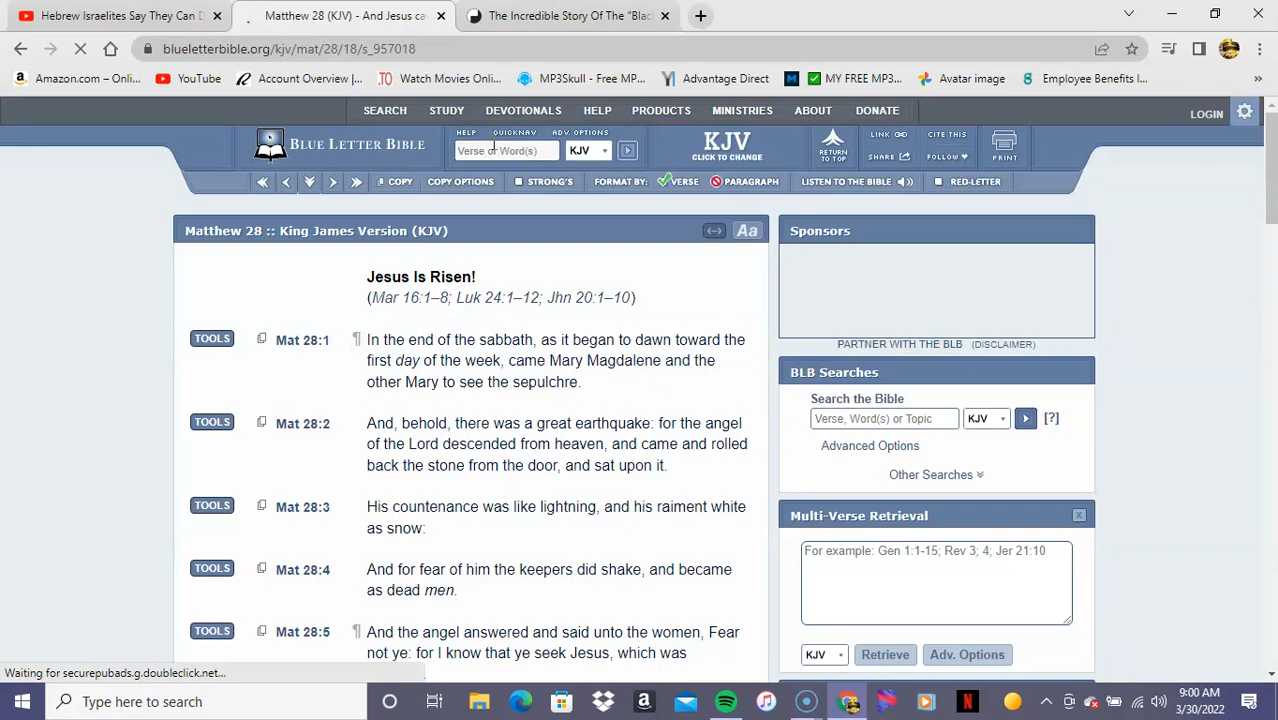 Hebrew Israelites Say They Can D
Matthew 28 (KJV) - And Jesus ca
The Incredible Story Of The "Blac
blueletterbible.org/kjv/mat/28/18/s_957018
Amazon.com – Onli...
YouTube
Account Overview |...
.TO Watch Movies Onli...
MP3Skull - Free MP...
Advantage Direct
MY FREE MP3...
Avatar image
Employee Benefits I...
SEARCH STUDY DEVOTIONALS HELP PRODUCTS MINISTRIES ABOUT DONATE
LOGIN
BLUE LETTER BIBLE
HELP QUICKNAV ADV. OPTIONS
Verse or Word(s) KJV
KJV
CLICK TO CHANGE
RETURN
TO TOP
LINK
SHARE
CITE THIS
FOLLOW
PRINT
COPY COPY OPTIONS STRONG'S FORMAT BY: VERSE PARAGRAPH LISTEN TO THE BIBLE RED-LETTER
Matthew 28 :: King James Version (KJV)
Aa
Jesus Is Risen!
(Mar 16:1–8; Luk 24:1–12; Jhn 20:1–10)
TOOLS Mat 28:1 ¶ In the end of the sabbath, as it began to dawn toward the
first day of the week, came Mary Magdalene and the
other Mary to see the sepulchre.
TOOLS Mat 28:2 And, behold, there was a great earthquake: for the angel
of the Lord descended from heaven, and came and rolled
back the stone from the door, and sat upon it.
TOOLS Mat 28:3 His countenance was like lightning, and his raiment white
as snow:
TOOLS Mat 28:4 And for fear of him the keepers did shake, and became
as dead men.
TOOLS Mat 28:5 ¶ And the angel answered and said unto the women, Fear
not ye: for I know that ye seek Jesus, which was
Sponsors
PARTNER WITH THE BLB (DISCLAIMER)
BLB Searches
Search the Bible
Verse, Word(s) or Topic KJV [?]
Advanced Options
Other Searches
Multi-Verse Retrieval X
For example: Gen 1:1-15; Rev 3; 4; Jer 21:10
KJV Retrieve Adv. Options
Waiting for securepubads.g.doubleclick.net...
Type here to search
9:00 AM
3/30/2022